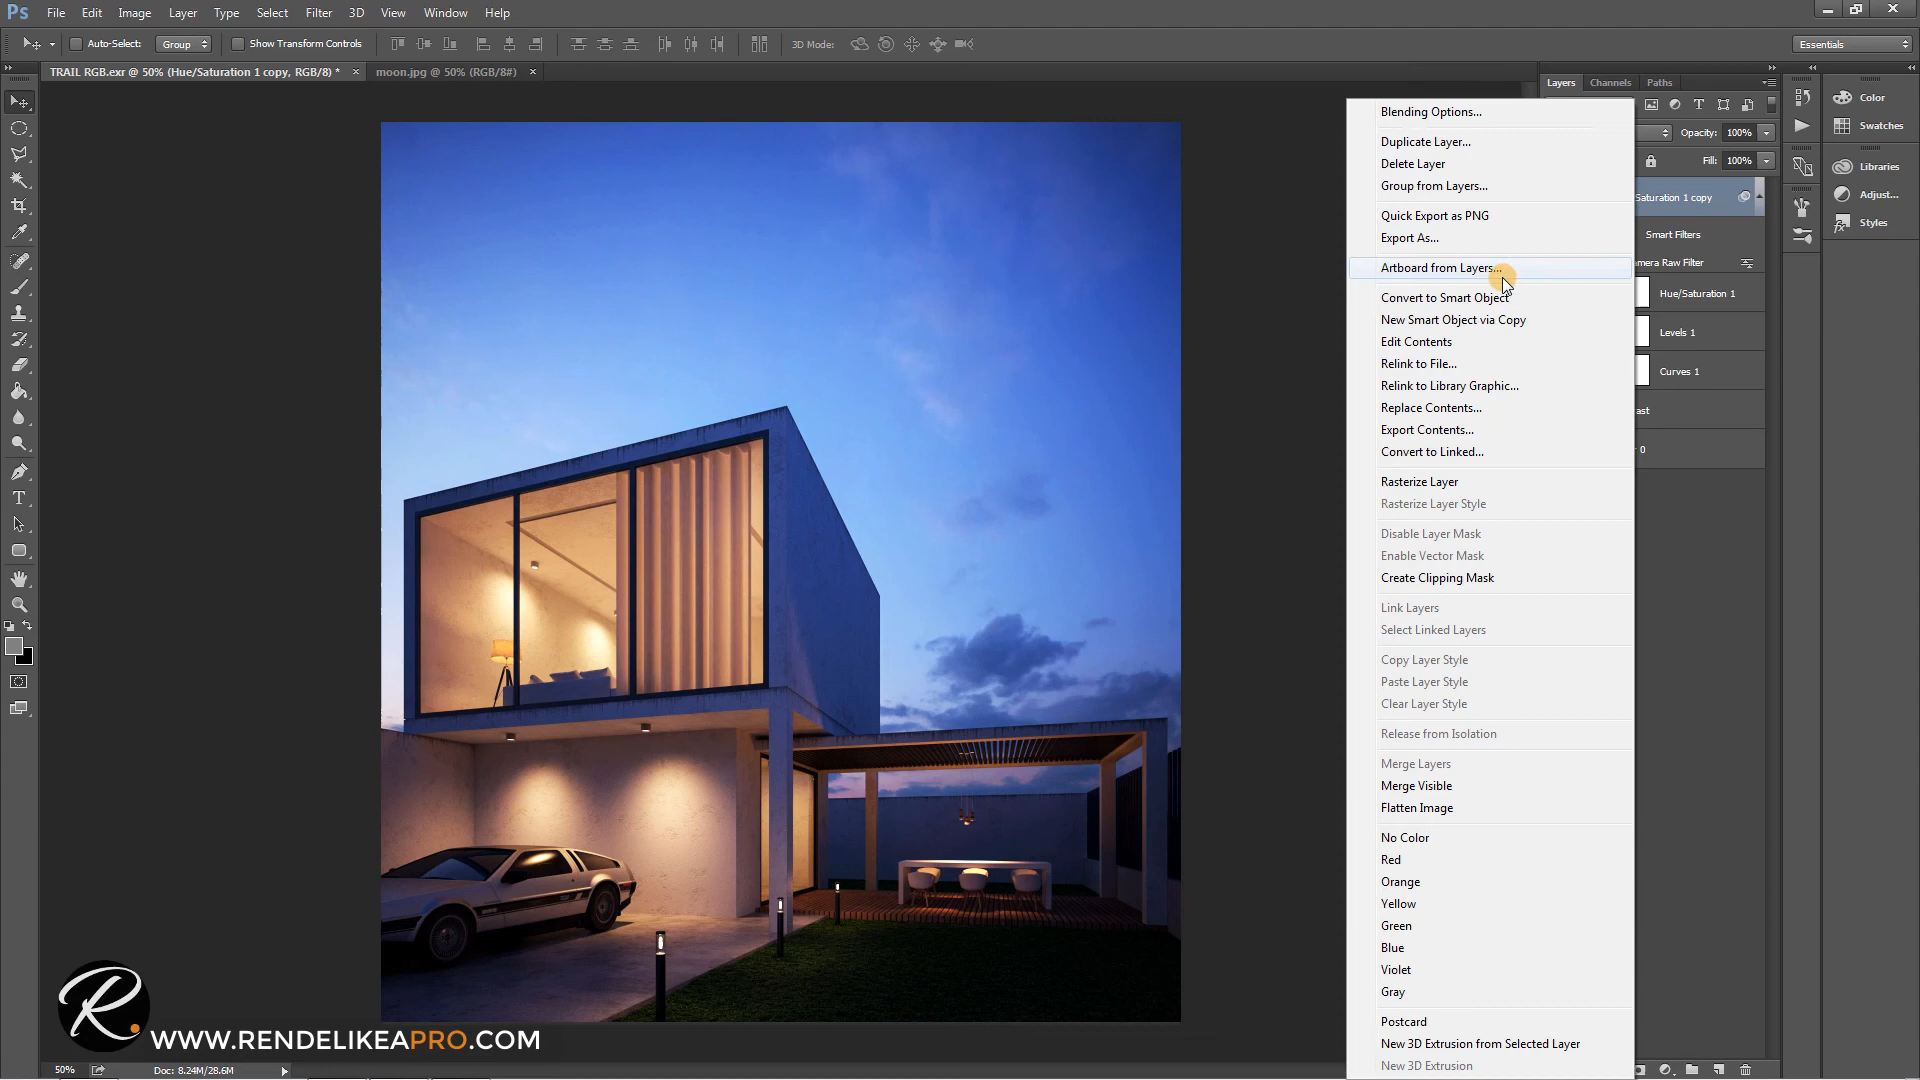 Ps File Edit Image Layer Type Select Filter 3D View Window Help
Auto-Select: Group Show Transform Controls 3D Mode: Essentials
TRAIL RGB.exr @ 50% (Hue/Saturation 1 copy, RGB/8) * moon.jpg @ 50% (RGB/8#)
Layers Channels Paths
Color
Swatches
Libraries
Adjust...
Styles
Opacity: 100%
Fill: 100%
Saturation 1 copy
Smart Filters
mera Raw Filter
Hue/Saturation 1
Levels 1
Curves 1
ast
0
Blending Options...
Duplicate Layer...
Delete Layer
Group from Layers...
Quick Export as PNG
Export As...
Artboard from Layers...
Convert to Smart Object
New Smart Object via Copy
Edit Contents
Relink to File...
Relink to Library Graphic...
Replace Contents...
Export Contents...
Convert to Linked...
Rasterize Layer
Rasterize Layer Style
Disable Layer Mask
Enable Vector Mask
Create Clipping Mask
Link Layers
Select Linked Layers
Copy Layer Style
Paste Layer Style
Clear Layer Style
Release from Isolation
Merge Layers
Merge Visible
Flatten Image
No Color
Red
Orange
Yellow
Green
Blue
Violet
Gray
Postcard
New 3D Extrusion from Selected Layer
New 3D Extrusion
R.
WWW.RENDELIKEAPRO.COM
50% Doc: 8.24M/28.6M